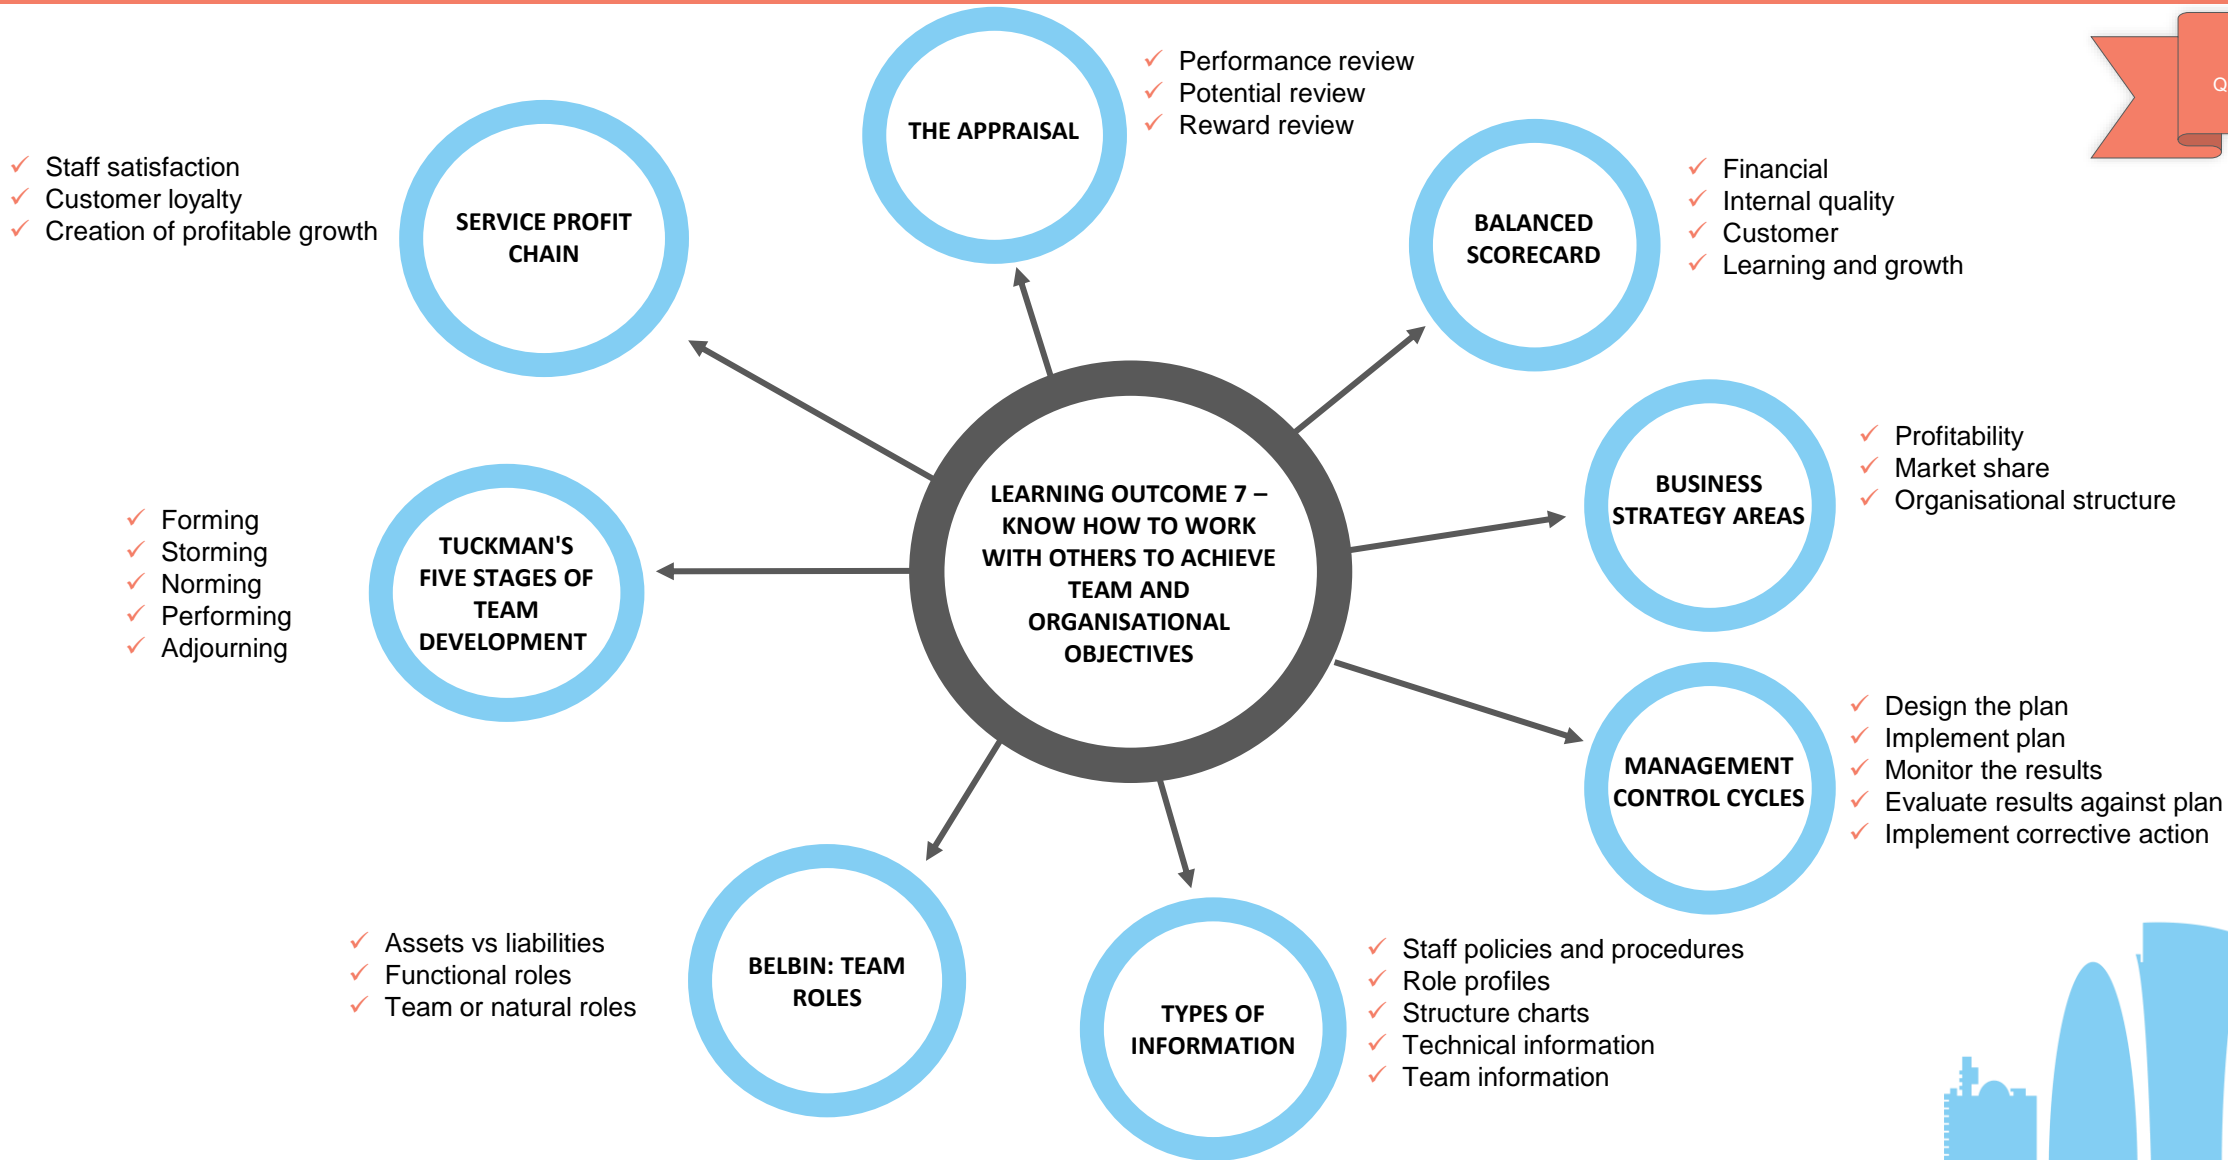 THE APPRAISAL
Performance review
Potential review
Reward review
Q
SERVICE PROFIT
CHAIN
Staff satisfaction
Customer loyalty
Creation of profitable growth
BALANCED
SCORECARD
Financial
Internal quality
Customer
Learning and growth
LEARNING OUTCOME 7 –
KNOW HOW TO WORK
WITH OTHERS TO ACHIEVE
TEAM AND
ORGANISATIONAL
OBJECTIVES
BUSINESS
STRATEGY AREAS
Profitability
Market share
Organisational structure
TUCKMAN'S
FIVE STAGES OF
TEAM
DEVELOPMENT
Forming
Storming
Norming
Performing
Adjourning
MANAGEMENT
CONTROL CYCLES
Design the plan
Implement plan
Monitor the results
Evaluate results against plan
Implement corrective action
BELBIN: TEAM
ROLES
Assets vs liabilities
Functional roles
Team or natural roles
TYPES OF
INFORMATION
Staff policies and procedures
Role profiles
Structure charts
Technical information
Team information